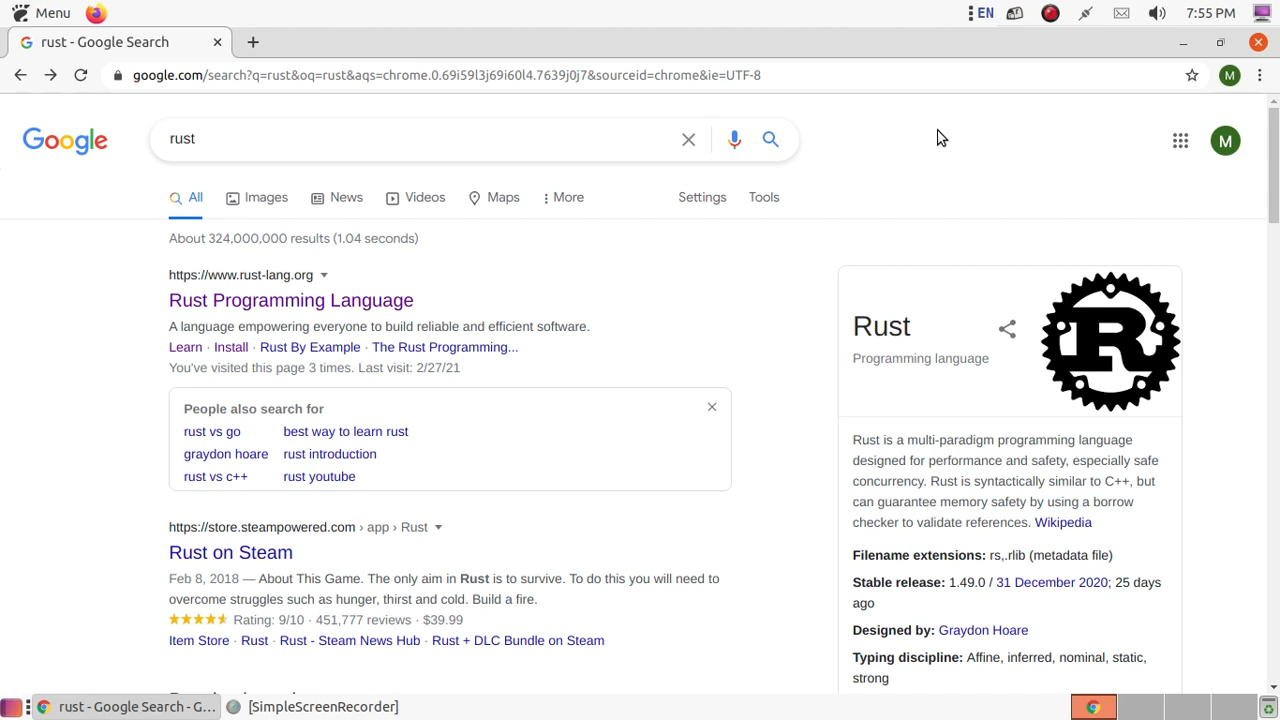 Menu
EN
7:55 PM
rust - Google Search
google.com/search?q=rust&oq=rust&aqs=chrome.0.69i59l3j69i60l4.7639j0j7&sourceid=chrome&ie=UTF-8
M
Google
rust
M
All
Images
News
Videos
Maps
More
Settings
Tools
About 324,000,000 results (1.04 seconds)
https://www.rust-lang.org
Rust Programming Language
A language empowering everyone to build reliable and efficient software.
Learn · Install · Rust By Example · The Rust Programming...
You've visited this page 3 times. Last visit: 2/27/21
People also search for
rust vs go best way to learn rust
graydon hoare rust introduction
rust vs c++ rust youtube
https://store.steampowered.com › app › Rust
Rust on Steam
Feb 8, 2018 — About This Game. The only aim in Rust is to survive. To do this you will need to
overcome struggles such as hunger, thirst and cold. Build a fire.
Rating: 9/10 · 451,777 reviews · $39.99
Item Store · Rust · Rust - Steam News Hub · Rust + DLC Bundle on Steam
Rust
Programming language
R
Rust is a multi-paradigm programming language
designed for performance and safety, especially safe
concurrency. Rust is syntactically similar to C++, but
can guarantee memory safety by using a borrow
checker to validate references. Wikipedia
Filename extensions: rs,.rlib (metadata file)
Stable release: 1.49.0 / 31 December 2020; 25 days
ago
Designed by: Graydon Hoare
Typing discipline: Affine, inferred, nominal, static,
strong
rust - Google Search - G...
[SimpleScreenRecorder]